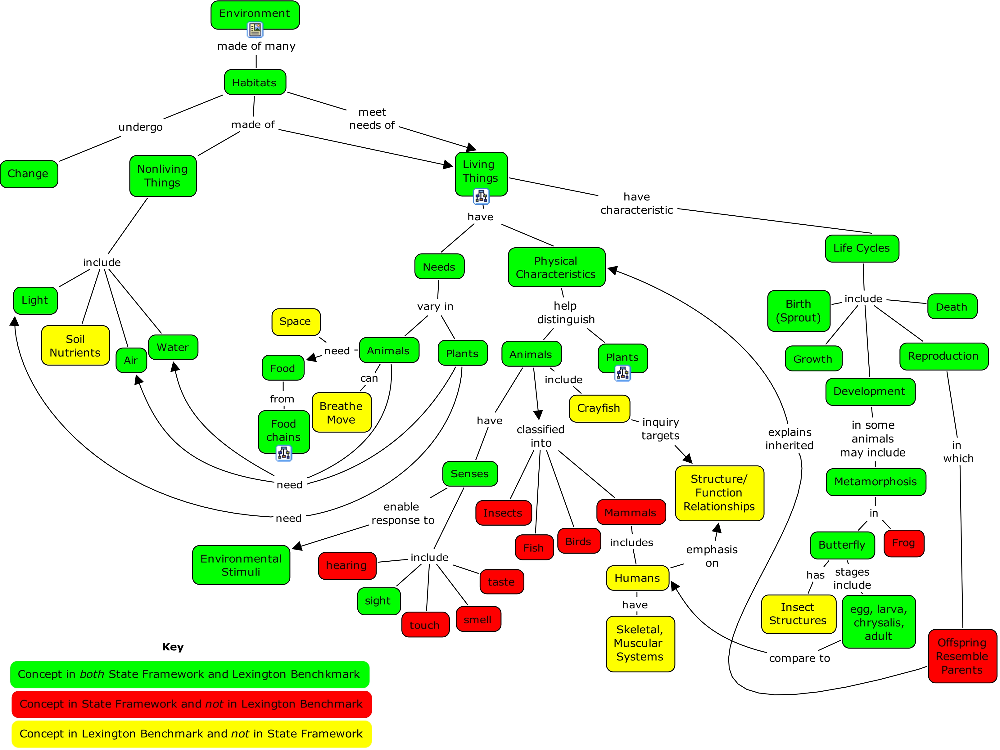 Environment
made of many
Habitats
undergo
made of
meet
needs of
Change
Nonliving
Things
Living
Things
have
have
characteristic
include
Light
Soil
Nutrients
Air
Water
Needs
vary in
Space
need
Animals
Plants
Food
can
from
Breathe
Move
Food
chains
need
need
Physical
Characteristics
help
distinguish
Animals
Plants
include
Crayfish
have
classified
into
inquiry
targets
Structure/
Function
Relationships
Senses
enable
response to
Environmental
Stimuli
include
hearing
sight
touch
smell
taste
Insects
Fish
Birds
Mammals
includes
Humans
emphasis
on
have
Skeletal,
Muscular
Systems
Life Cycles
include
Birth
(Sprout)
Death
Growth
Reproduction
Development
in some
animals
may include
in
which
explains
inherited
Metamorphosis
in
Butterfly
Frog
has
stages
include
Insect
Structures
egg, larva,
chrysalis,
adult
compare to
Offspring
Resemble
Parents
Key
Concept in both State Framework and Lexington Benchkmark
Concept in State Framework and not in Lexington Benchmark
Concept in Lexington Benchmark and not in State Framework